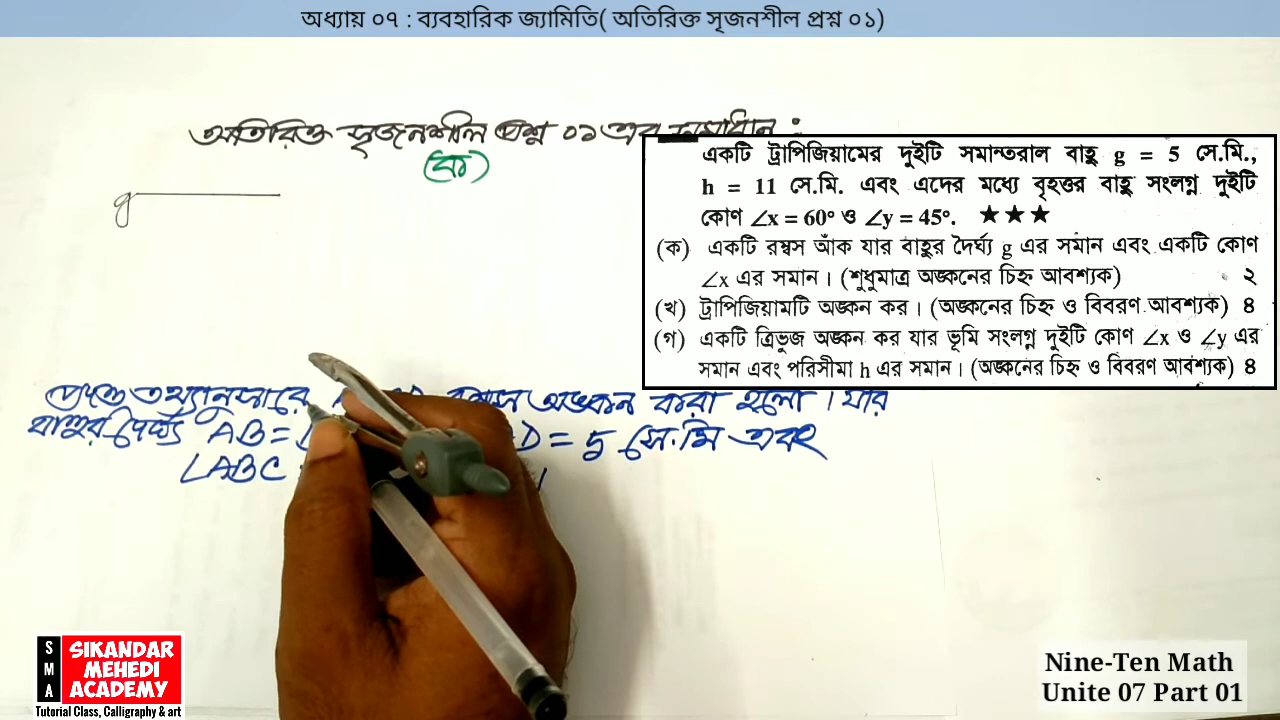 অধ্যায় ০৭ : ব্যবহারিক জ্যামিতি( অতিরিক্ত সৃজনশীল প্রশ্ন ০১)
অতিরিক্ত সৃজনশীল প্রশ্ন ০১ এর সমাধান :
(ক)
g
একটি ট্রাপিজিয়ামের দুইটি সমান্তরাল বাহু g = 5 সে.মি.,
h = 11 সে.মি. এবং এদের মধ্যে বৃহত্তর বাহু সংলগ্ন দুইটি
কোণ ∠x = 60° ও ∠y = 45°. ★★★
(ক) একটি রম্বস আঁক যার বাহুর দৈর্ঘ্য g এর সমান এবং একটি কোণ
∠x এর সমান। (শুধুমাত্র অঙ্কনের চিহ্ন আবশ্যক) ২
(খ) ট্রাপিজিয়ামটি অঙ্কন কর। (অঙ্কনের চিহ্ন ও বিবরণ আবশ্যক) ৪
(গ) একটি ত্রিভুজ অঙ্কন কর যার ভূমি সংলগ্ন দুইটি কোণ ∠x ও ∠y এর
সমান এবং পরিসীমা h এর সমান। (অঙ্কনের চিহ্ন ও বিবরণ আবশ্যক) ৪
প্রদত্ত তথ্যানুসারে অঙ্কন করা হলো। যার
বাহুর দৈর্ঘ্য AB = D = 5 সে.মি এবং
∠ABC
SMA
SIKANDAR
MEHEDI
ACADEMY
Tutorial Class, Calligraphy & art
Nine-Ten Math
Unite 07 Part 01